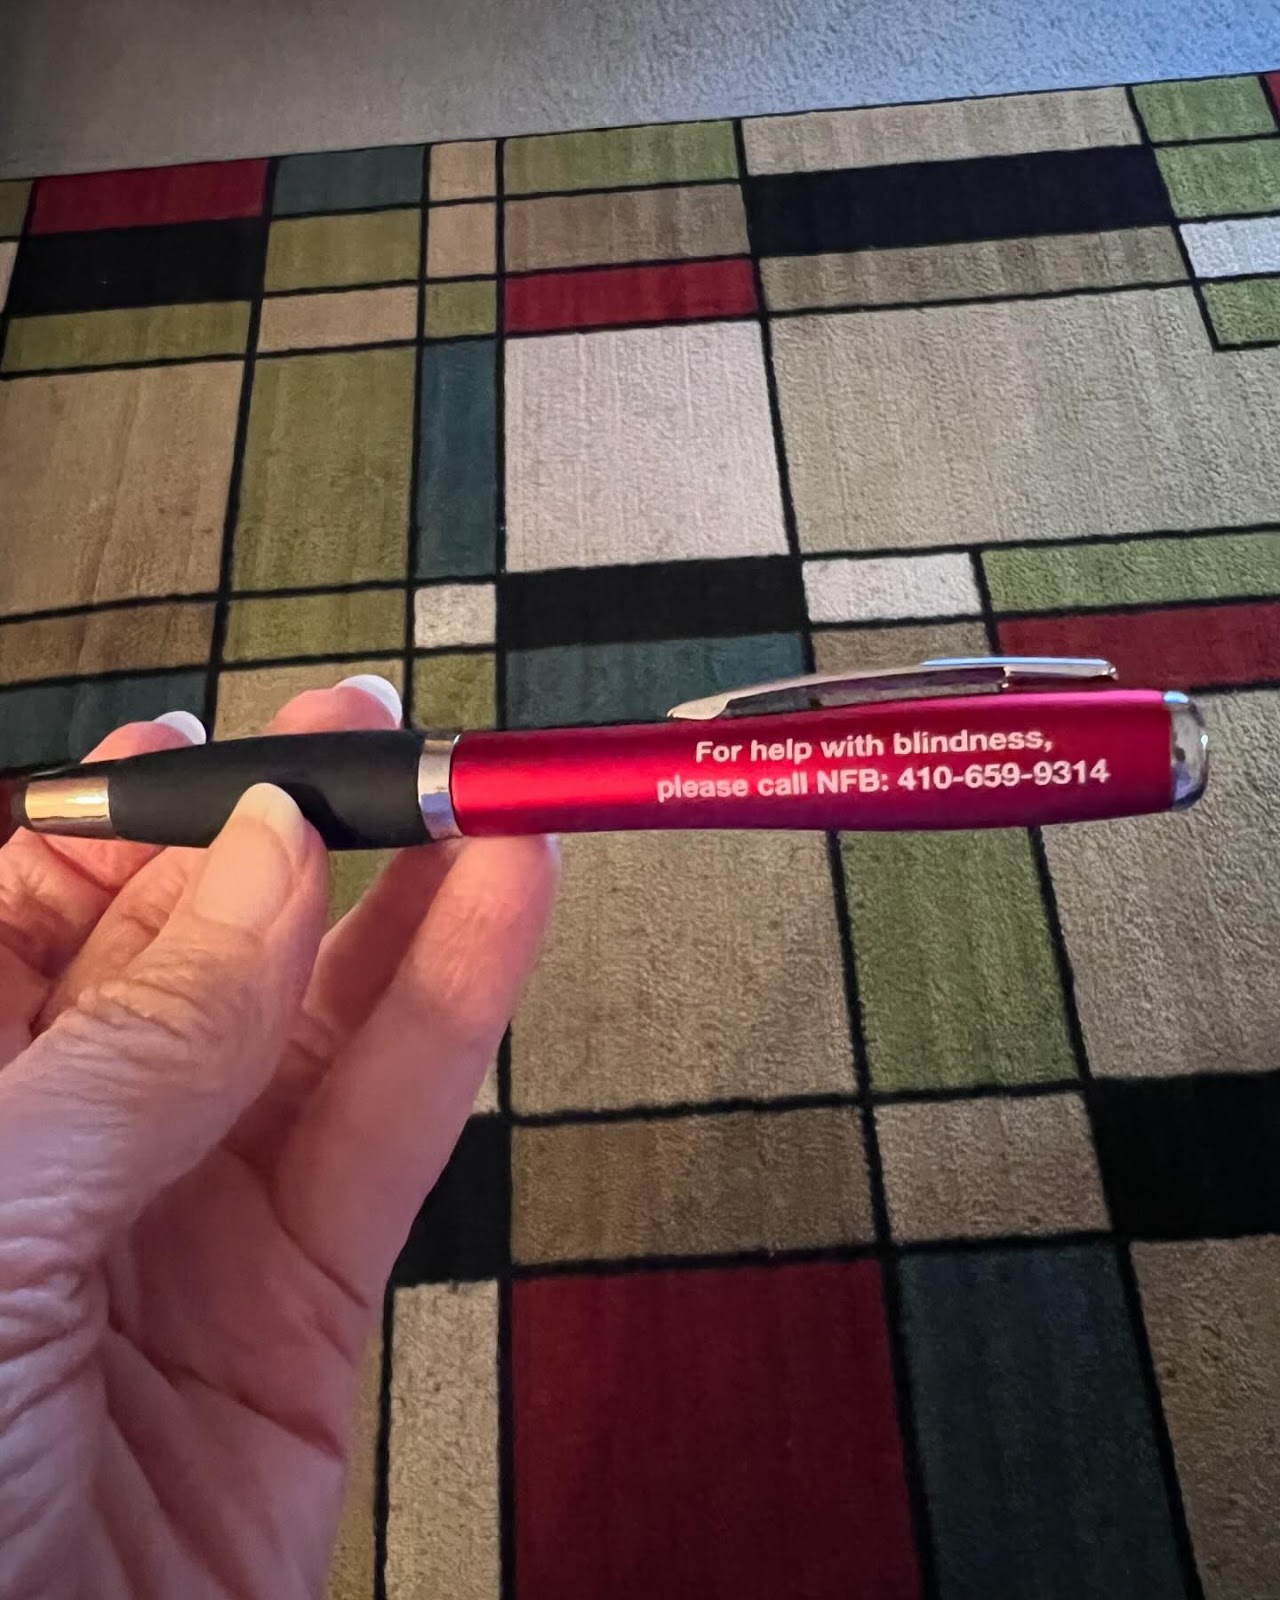 For help with blindness,
please call NFB: 410-659-9314